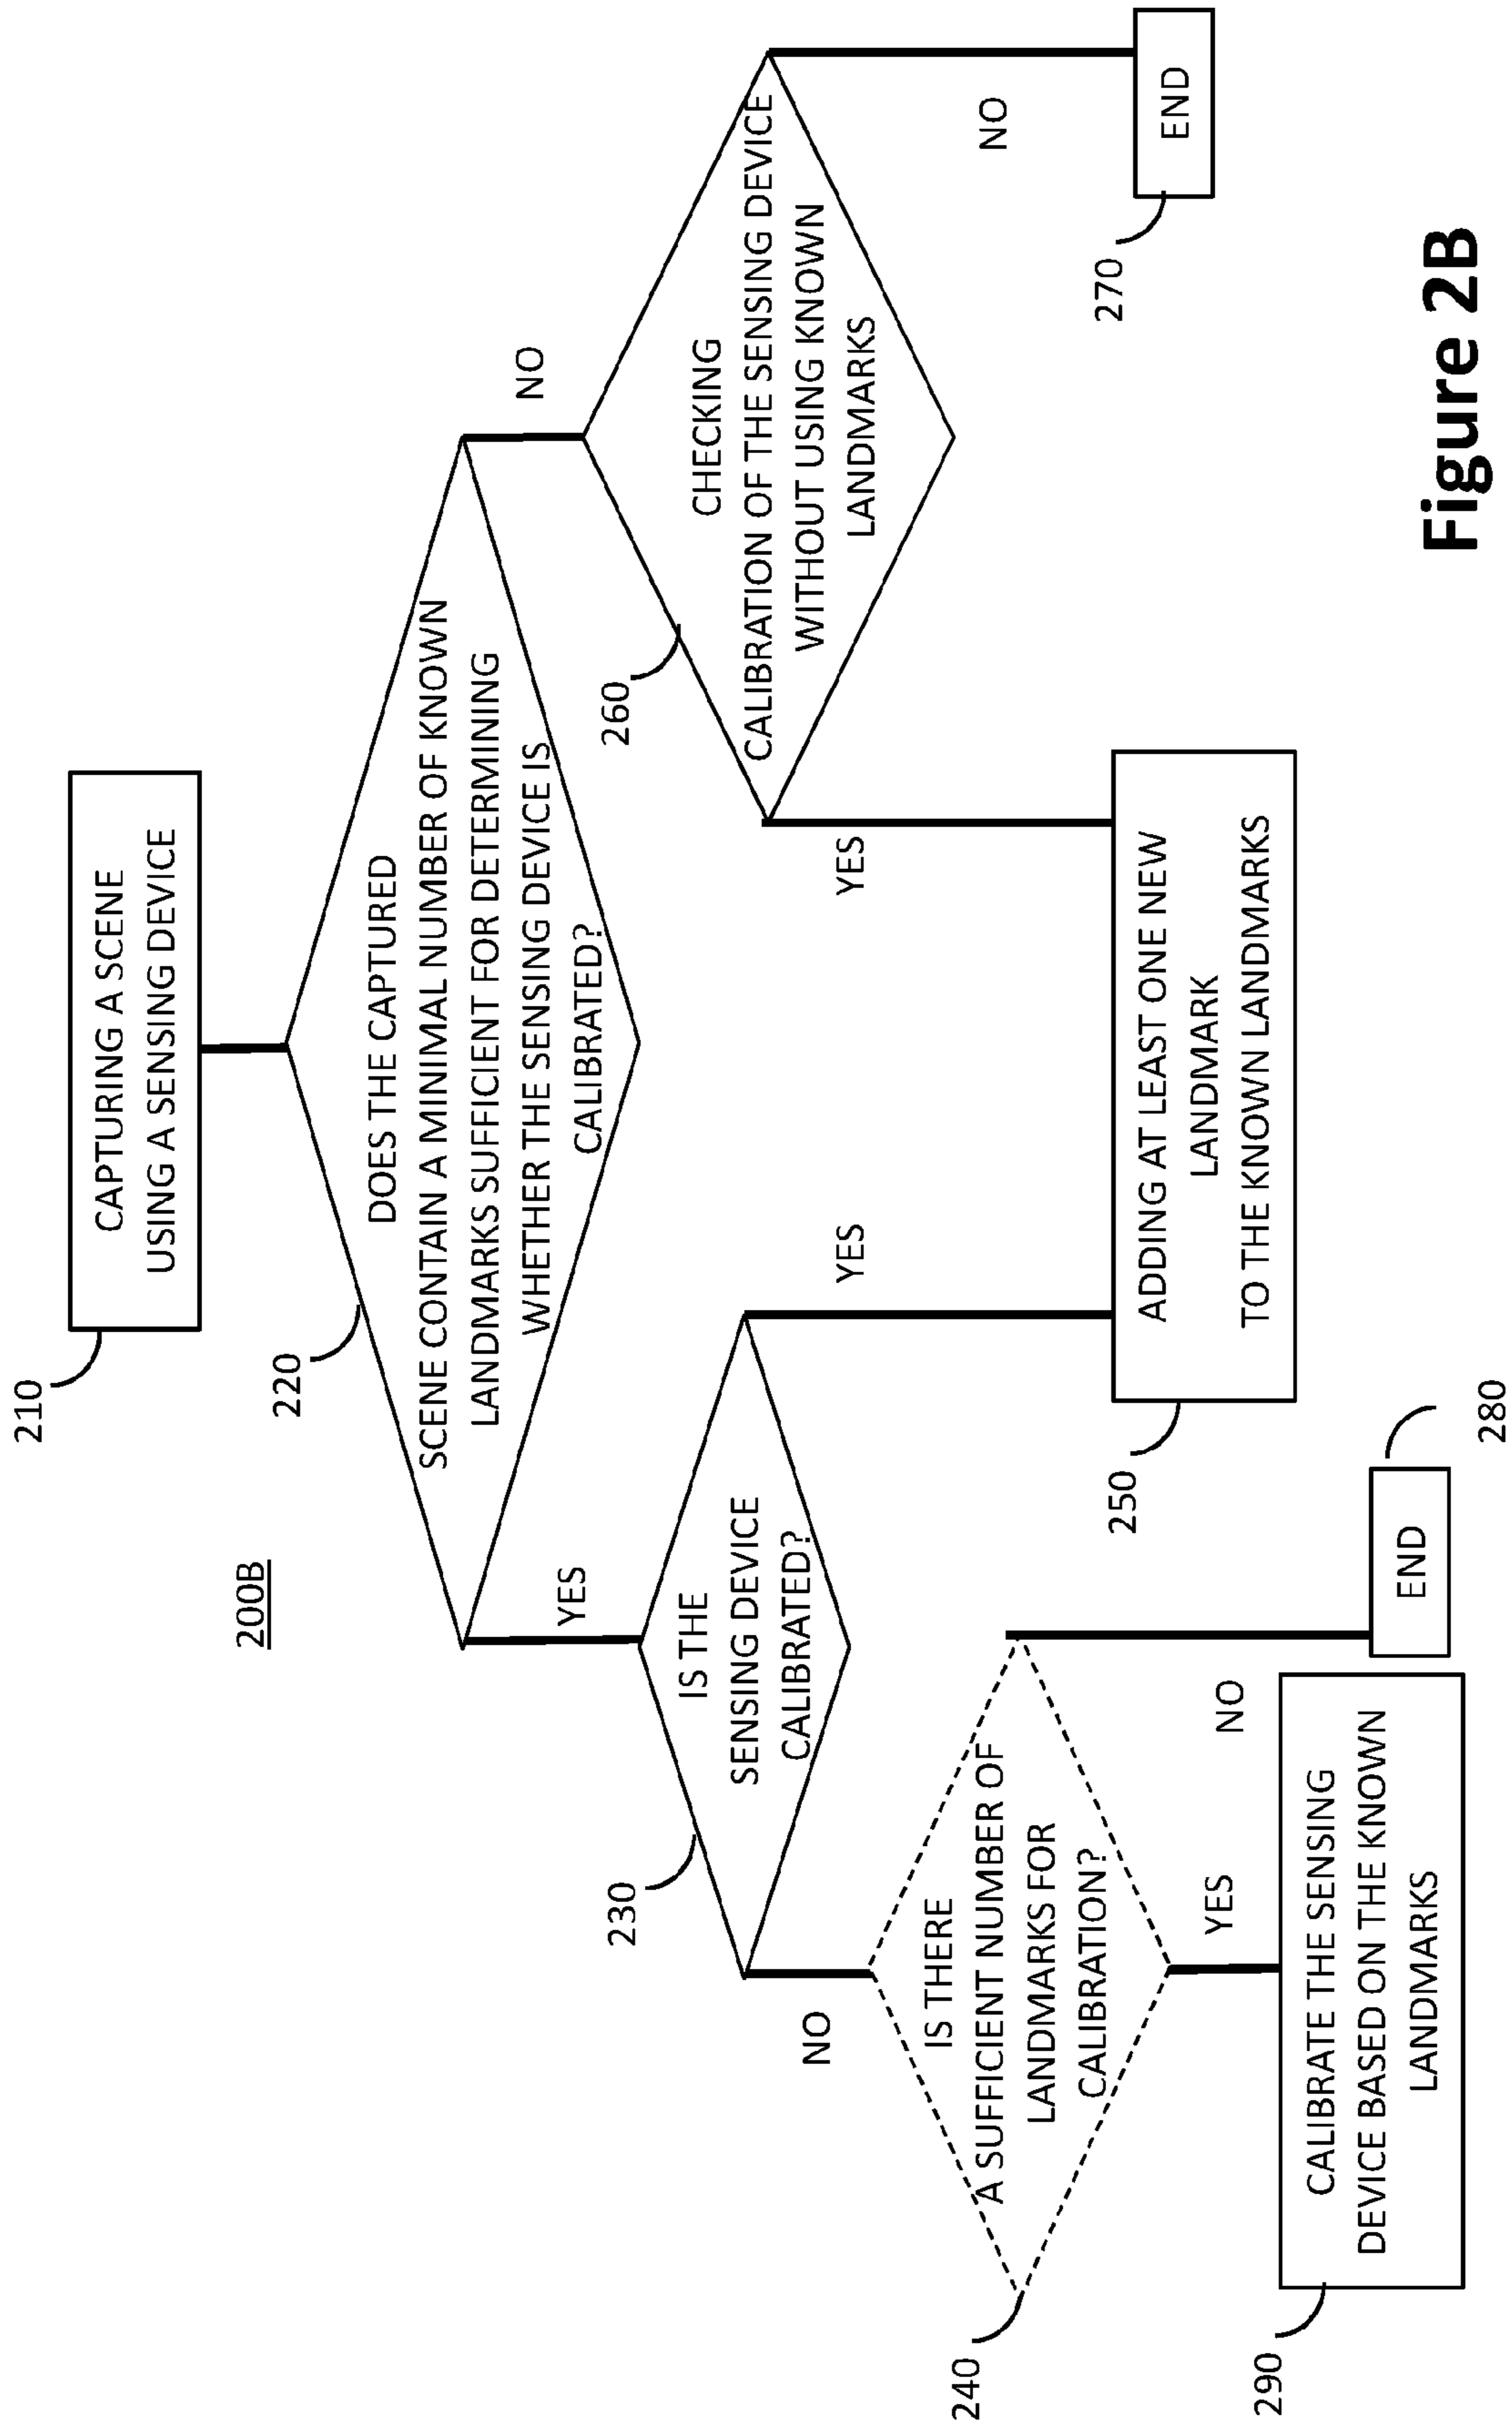 200B
210
CAPTURING A SCENE
USING A SENSING DEVICE
220
DOES THE CAPTURED
SCENE CONTAIN A MINIMAL NUMBER OF KNOWN
LANDMARKS SUFFICIENT FOR DETERMINING
WHETHER THE SENSING DEVICE IS
CALIBRATED?
YES
NO
230
IS THE
SENSING DEVICE
CALIBRATED?
260
CHECKING
CALIBRATION OF THE SENSING DEVICE
WITHOUT USING KNOWN
LANDMARKS
NO
YES
YES
NO
240
IS THERE
A SUFFICIENT NUMBER OF
LANDMARKS FOR
CALIBRATION?
YES
NO
250
ADDING AT LEAST ONE NEW
LANDMARK
TO THE KNOWN LANDMARKS
270
END
290
CALIBRATE THE SENSING
DEVICE BASED ON THE KNOWN
LANDMARKS
END
280
Figure 2B